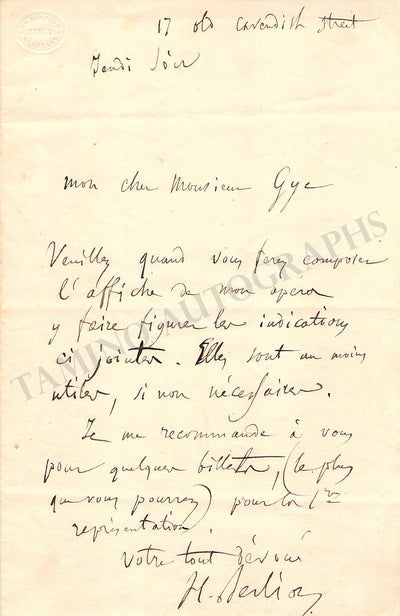 17 old Cavendish Street
Jeudi Soir
mon cher Monsieur Gye
Veuillez quand vous ferez composer
l'affiche de mon opera
y faire figurer les indications
ci jointes. Elles sont au moins
utiles, si non nécessaires.
Je me recommande à vous
pour quelques billets, (le plus
que vous pourrez) pour la 1re
représentation.
votre tout dévoué
H. Berlioz
TAMINO AUTOGRAPHS